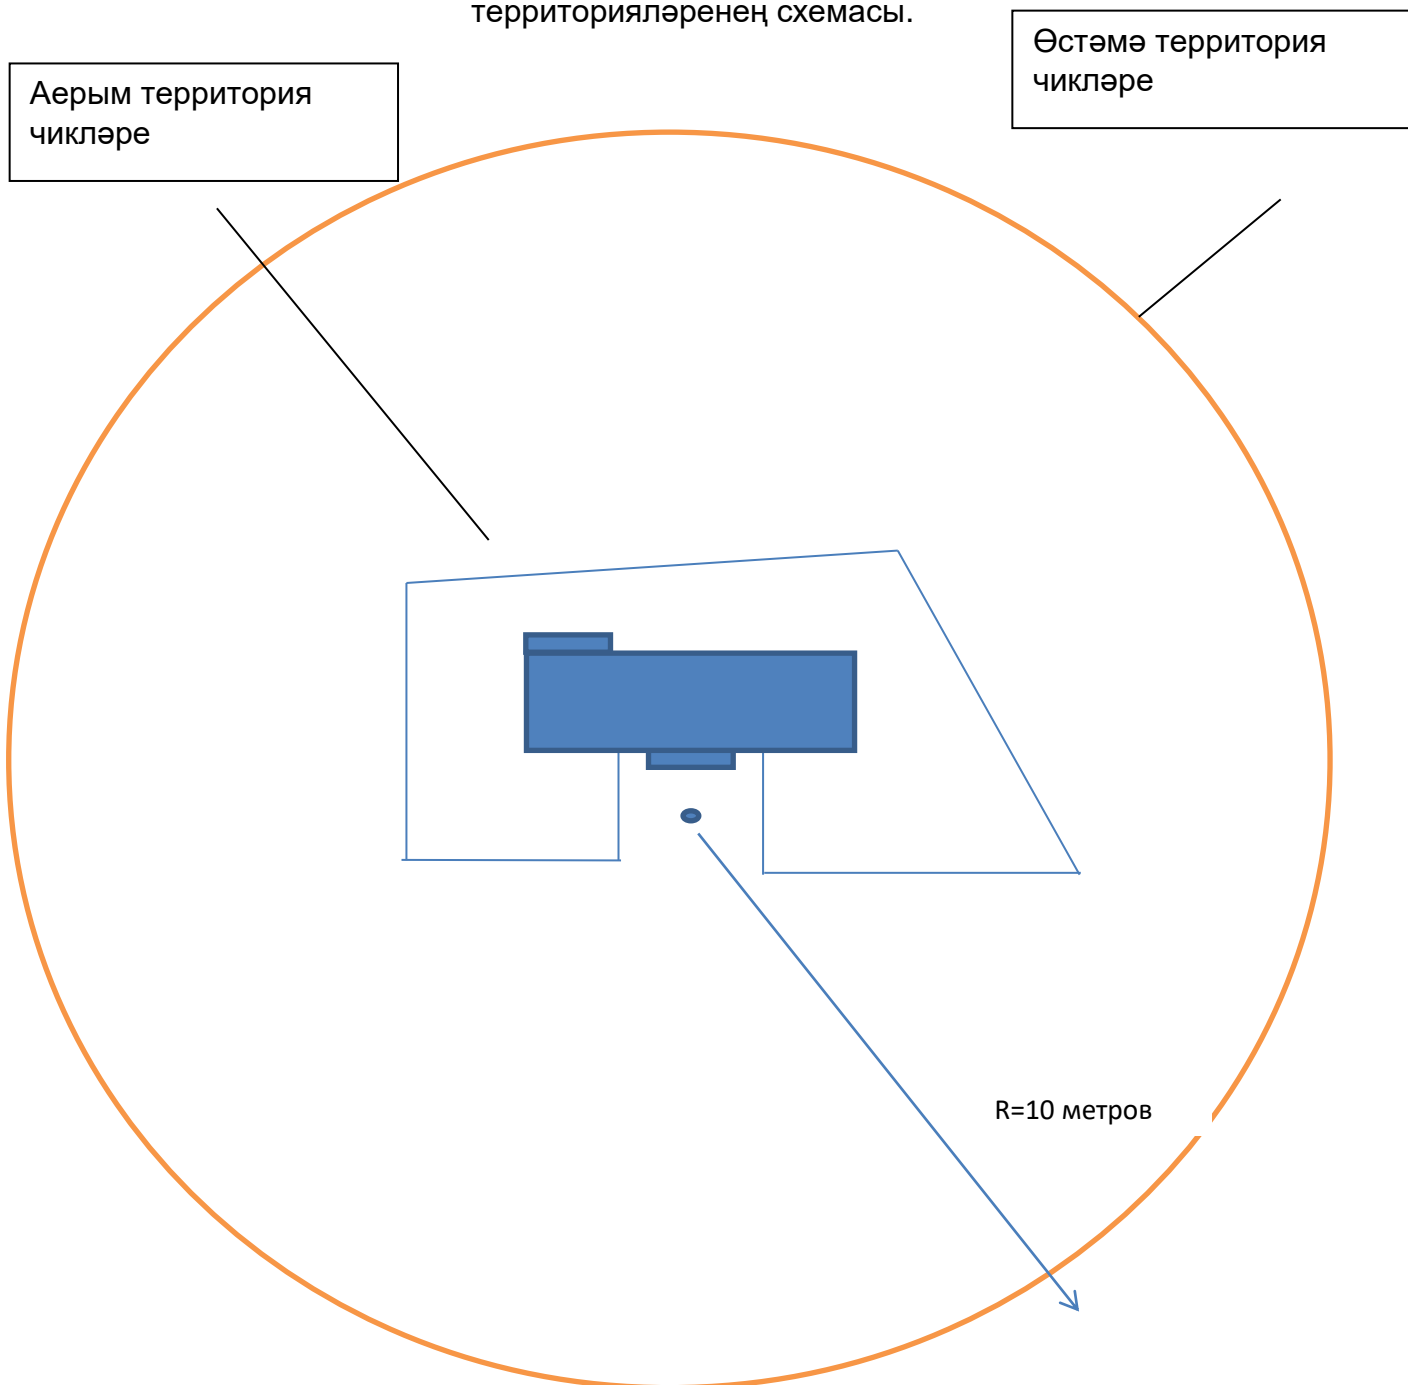 территорияләренең схемасы.
Өстәмә территория
чикләре
Аерым территория
чикләре
R=10 метров